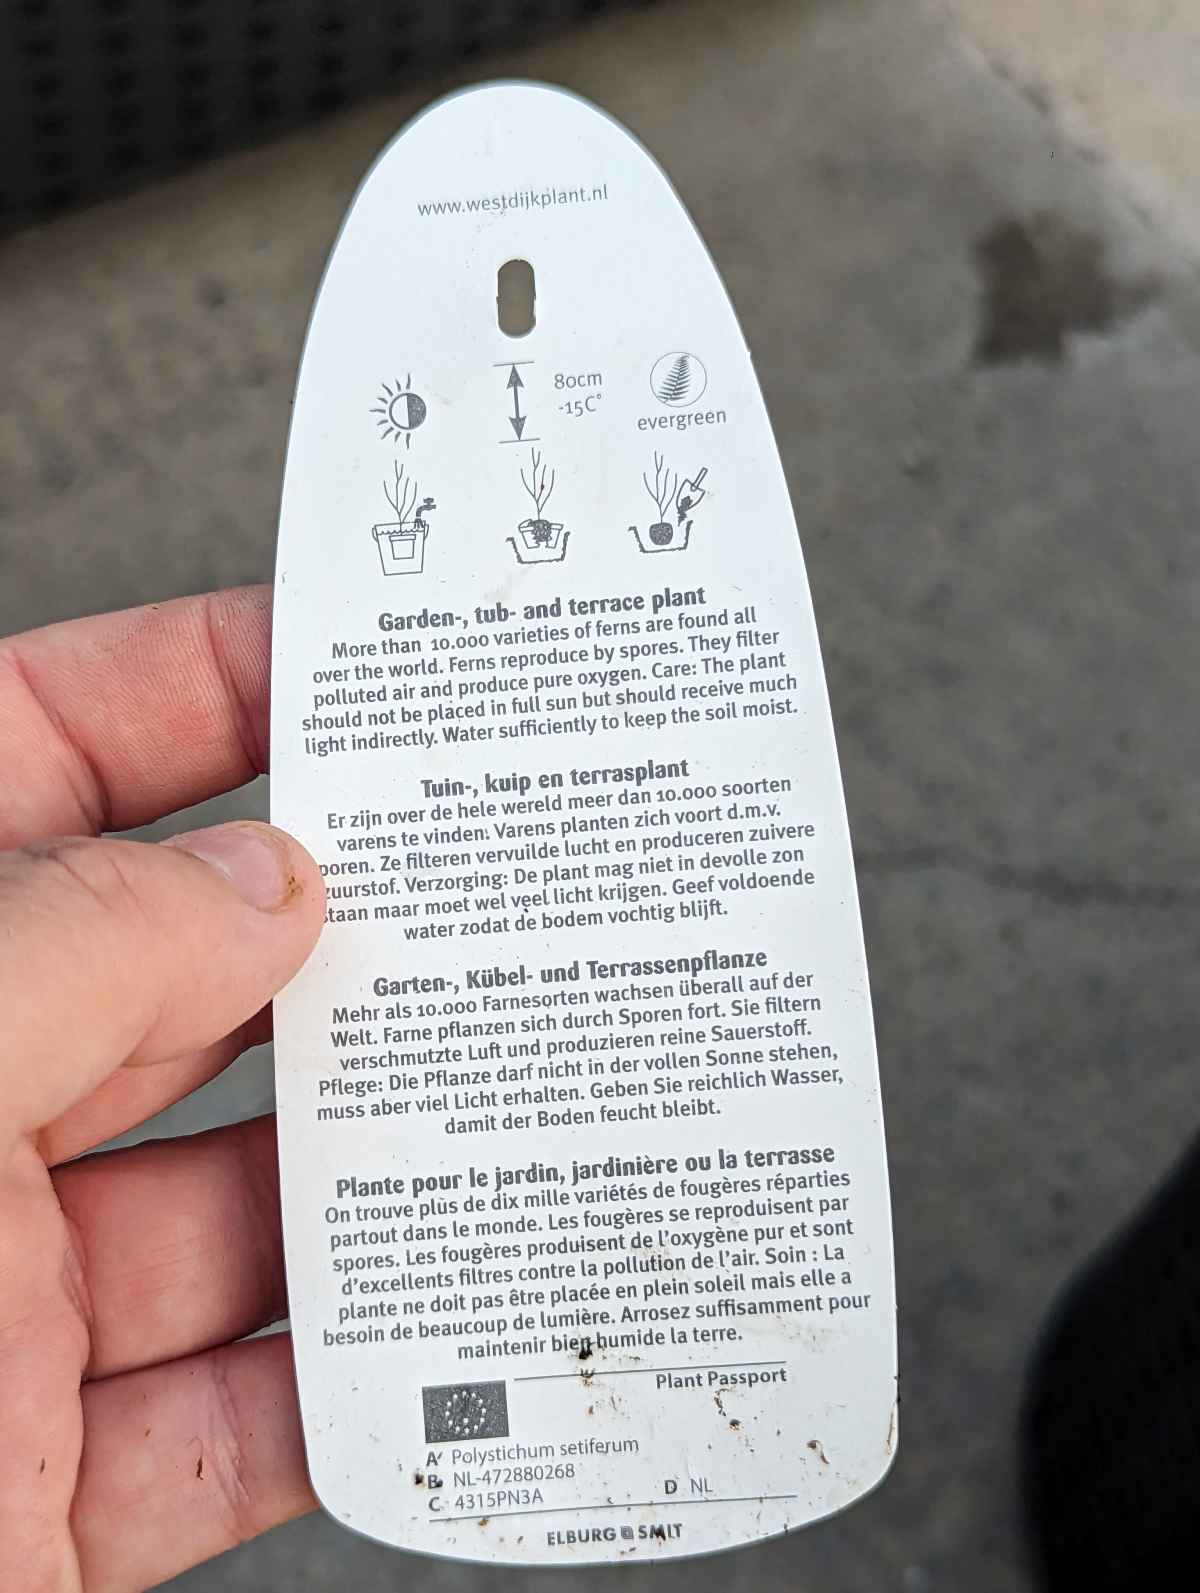 www.westdijkplant.nl
80cm
-15C°
evergreen
Garden-, tub- and terrace plant
More than 10.000 varieties of ferns are found all
over the world. Ferns reproduce by spores. They filter
polluted air and produce pure oxygen. Care: The plant
should not be placed in full sun but should receive much
light indirectly. Water sufficiently to keep the soil moist.
Tuin-, kuip en terrasplant
Er zijn over de hele wereld meer dan 10.000 soorten
varens te vinden. Varens planten zich voort d.m.v.
poren. Ze filteren vervuilde lucht en produceren zuivere
zuurstof. Verzorging: De plant mag niet in devolle zon
taan maar moet wel veel licht krijgen. Geef voldoende
water zodat de bodem vochtig blijft.
Garten-, Kübel- und Terrassenpflanze
Mehr als 10.000 Farnesorten wachsen überall auf der
Welt. Farne pflanzen sich durch Sporen fort. Sie filtern
verschmutzte Luft und produzieren reine Sauerstoff.
Pflege: Die Pflanze darf nicht in der vollen Sonne stehen,
muss aber viel Licht erhalten. Geben Sie reichlich Wasser,
damit der Boden feucht bleibt.
Plante pour le jardin, jardinière ou la terrasse
On trouve plus de dix mille variétés de fougères réparties
partout dans le monde. Les fougères se reproduisent par
spores. Les fougères produisent de l'oxygène pur et sont
d'excellents filtres contre la pollution de l'air. Soin : La
plante ne doit pas être placée en plein soleil mais elle a
besoin de beaucoup de lumière. Arrosez suffisamment pour
maintenir bien humide la terre.
Plant Passport
A Polystichum setiferum
B NL-472880268
C 4315PN3A D NL
ELBURG SMIT